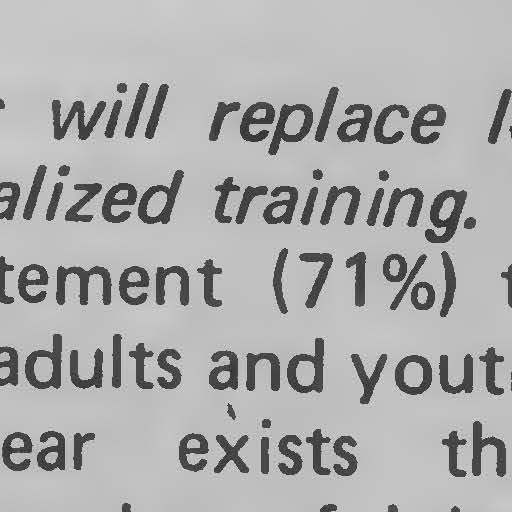 will replace
alized training.
tement (71%)
adults and yout
ear exists th